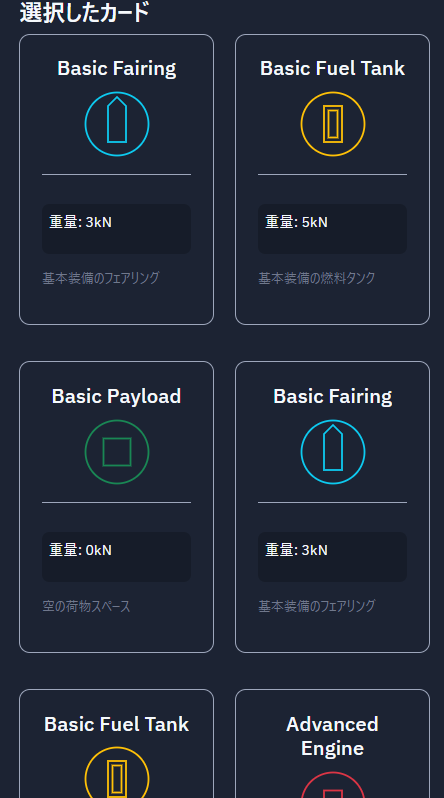 選択したカード
Basic Fairing
重量: 3kN
基本装備のフェアリング
Basic Fuel Tank
重量: 5kN
基本装備の燃料タンク
Basic Payload
重量: 0kN
空の荷物スペース
Basic Fairing
重量: 3kN
基本装備のフェアリング
Basic Fuel Tank
Advanced
Engine